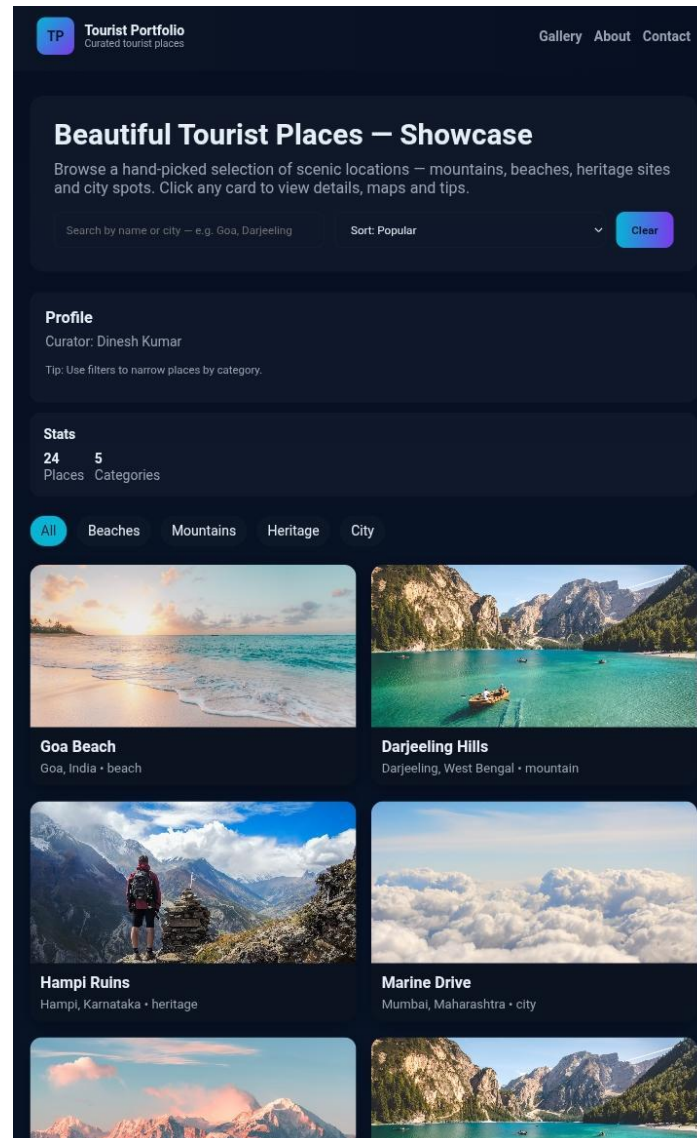 TP
Tourist Portfolio
Curated tourist places
Gallery About Contact
Beautiful Tourist Places — Showcase
Browse a hand-picked selection of scenic locations — mountains, beaches, heritage sites
and city spots. Click any card to view details, maps and tips.
Search by name or city — e.g. Goa, Darjeeling
Sort: Popular
Clear
Profile
Curator: Dinesh Kumar
Tip: Use filters to narrow places by category.
Stats
24 5
Places Categories
All Beaches Mountains Heritage City
Goa Beach
Goa, India • beach
Darjeeling Hills
Darjeeling, West Bengal • mountain
Hampi Ruins
Hampi, Karnataka • heritage
Marine Drive
Mumbai, Maharashtra • city